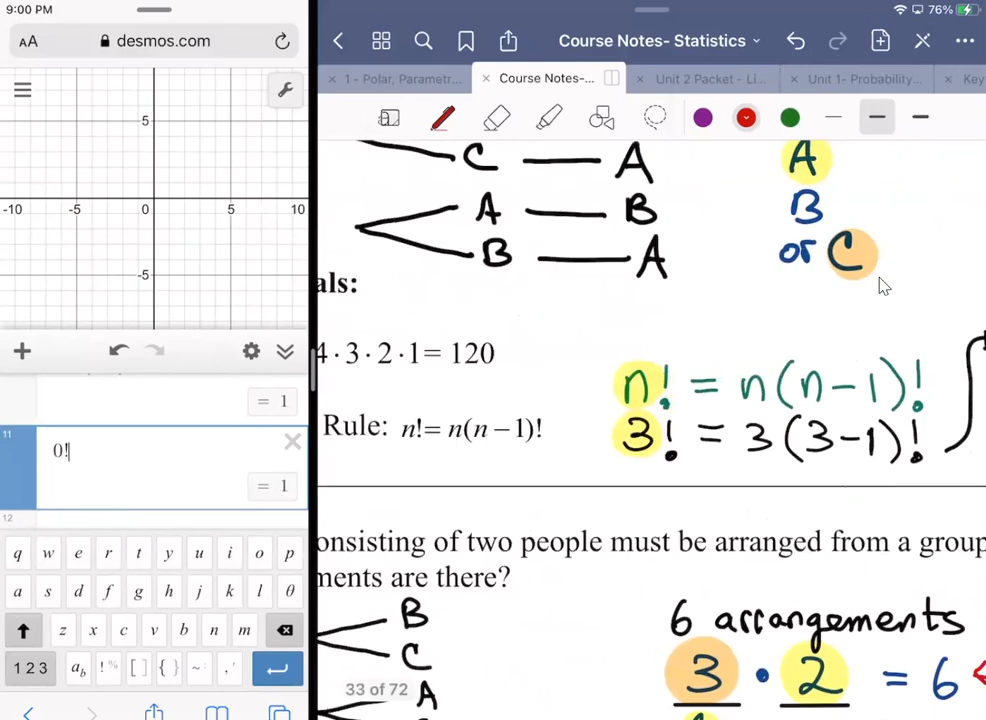 9:00 PM
76%
AA desmos.com
Course Notes- Statistics
1 - Polar, Parametr...
Course Notes-...
Unit 2 Packet - Li...
Unit 1- Probability...
Key
5
-10 -5 0 5 10
-5
= 1
11
0!
= 1
12
q w e r t y u i o p
a s d f g h j k l θ
z x c v b n m
1 2 3 a b ! % [ ] { } ~ : , '
C A A
A B B
B A or C
als:
4 · 3 · 2 · 1 = 120
n! = n(n-1)!
Rule: n! = n(n − 1)!
3! = 3(3-1)!
onsisting of two people must be arranged from a group
ments are there?
B
6 arrangements
C
3 · 2 = 6
A
33 of 72